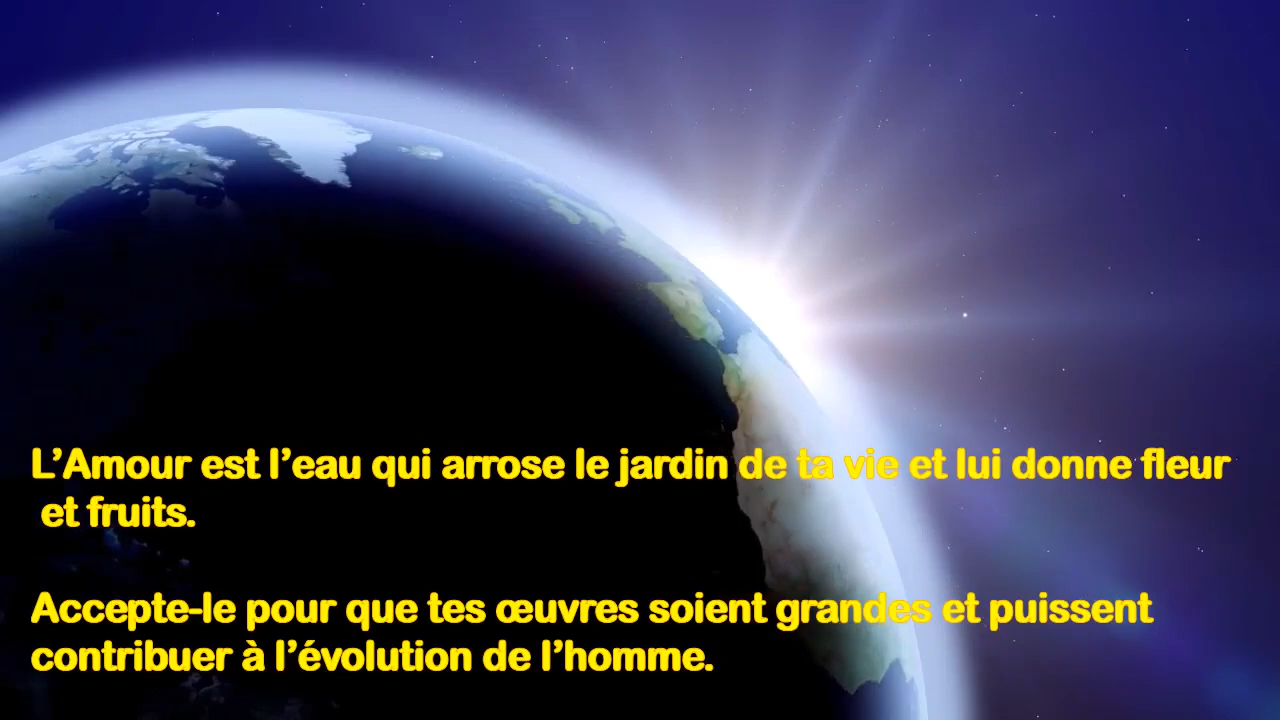 L’Amour est l’eau qui arrose le jardin de ta vie et lui donne fleur
et fruits.
Accepte-le pour que tes œuvres soient grandes et puissent
contribuer à l’évolution de l’homme.